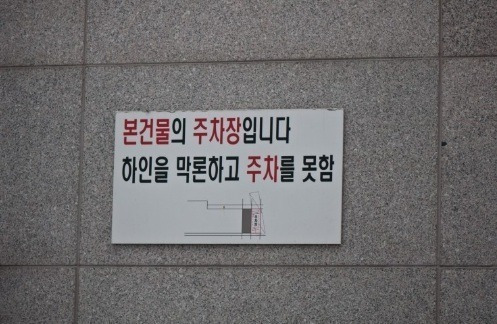 본건물의 주차장입니다
하인을 막론하고 주차를 못함